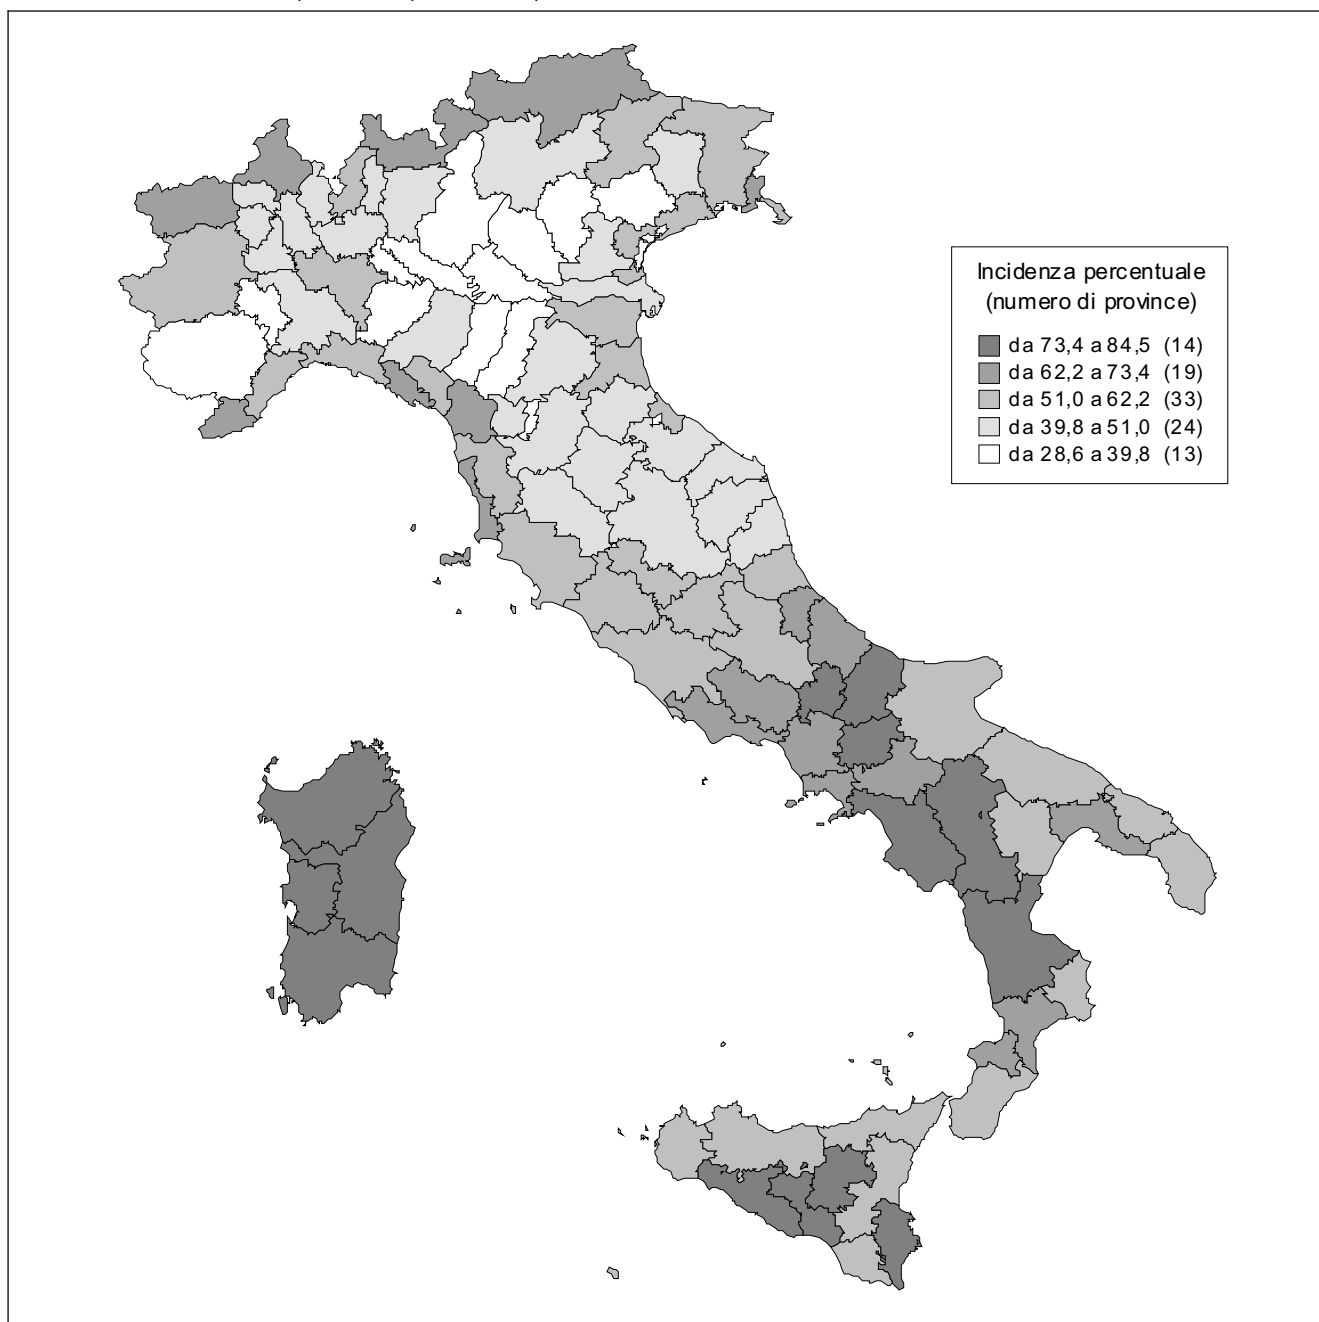 Incidenza percentuale
(numero di province)
da 73,4 a 84,5 (14)
da 62,2 a 73,4 (19)
da 51,0 a 62,2 (33)
da 39,8 a 51,0 (24)
da 28,6 a 39,8 (13)